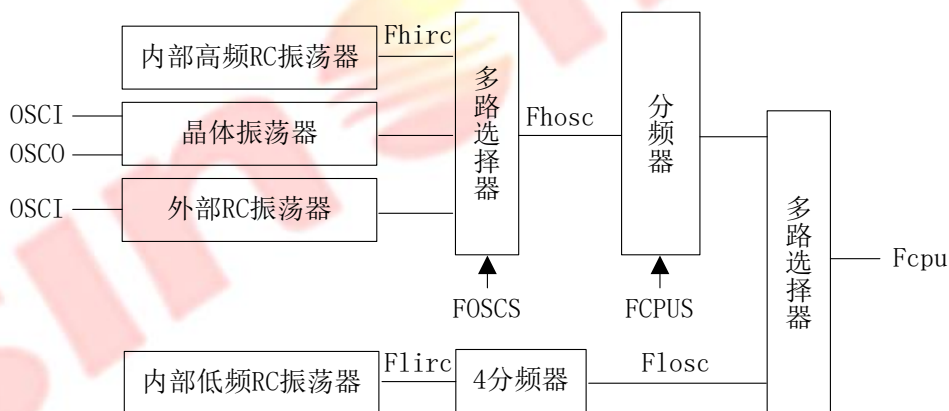 内部高频RC振荡器
Fhirc
OSCI
OSCO
晶体振荡器
OSCI
外部RC振荡器
多路选择器
FOSCS
Fhosc
分频器
FCPUS
内部低频RC振荡器
Flirc
4分频器
Flosc
多路选择器
Fcpu